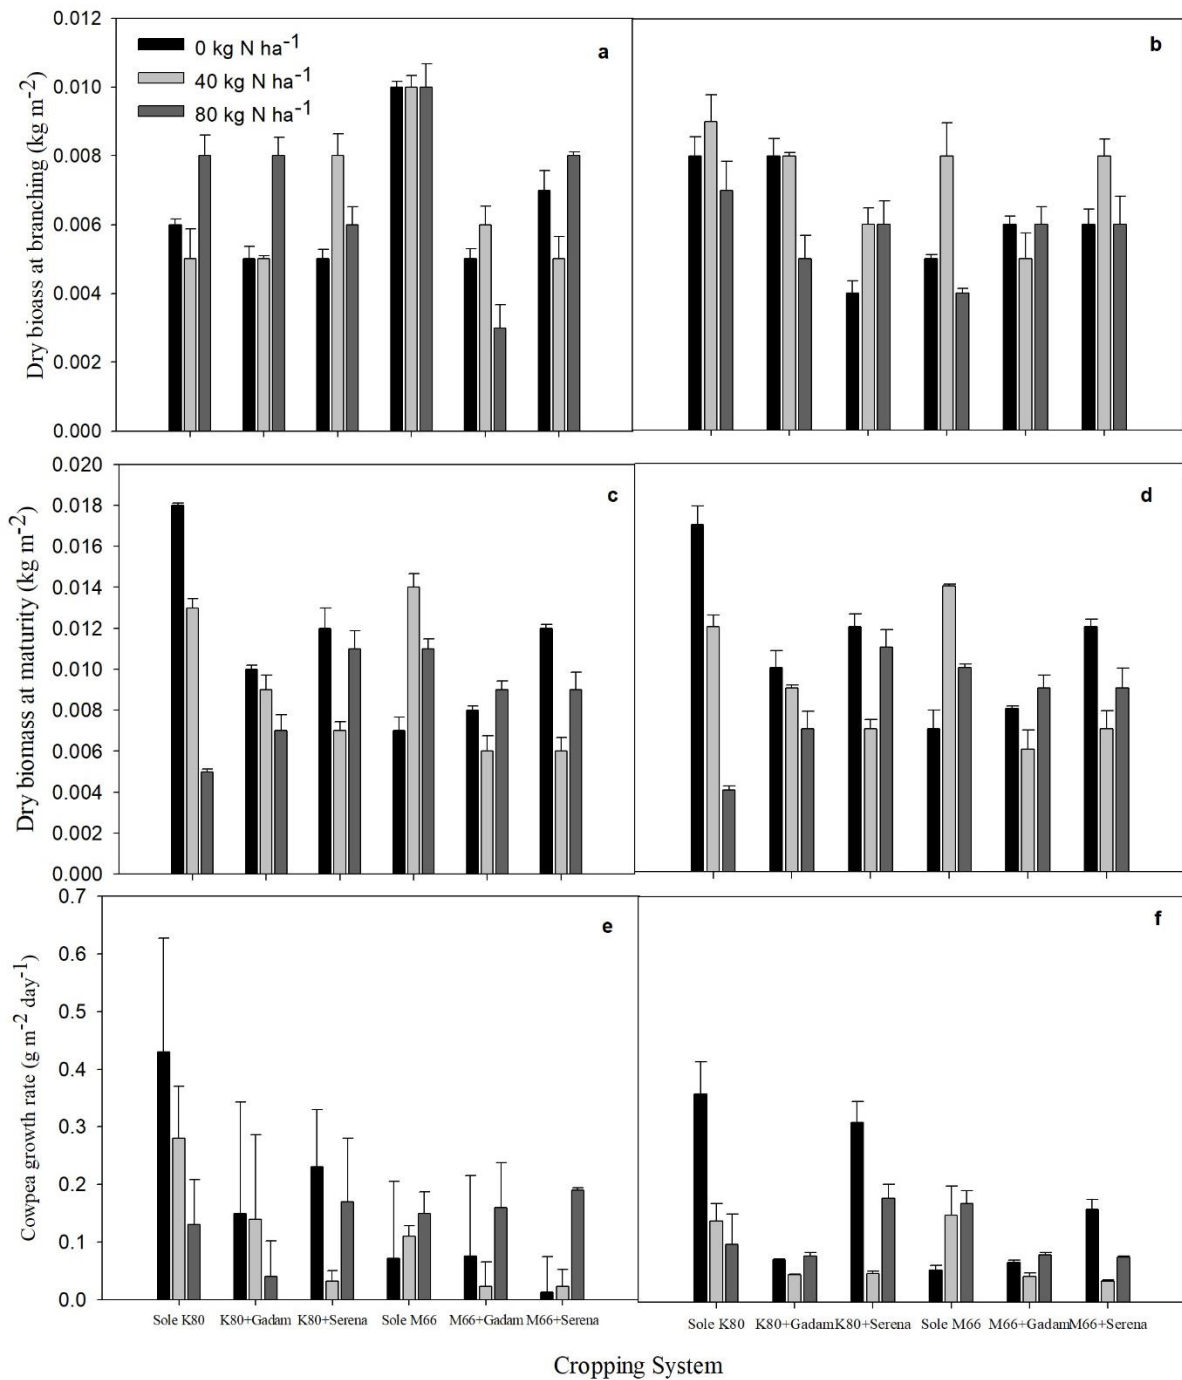 0.012
0.010
0.008
0.006
0.004
0.002
0.000
Dry bioass at branching (kg m⁻²)
0 kg N ha⁻¹
40 kg N ha⁻¹
80 kg N ha⁻¹
a
b
0.020
0.018
0.016
0.014
0.012
0.010
0.008
0.006
0.004
0.002
0.000
Dry biomass at maturity (kg m⁻²)
c
d
0.7
0.6
0.5
0.4
0.3
0.2
0.1
0.0
Cowpea growth rate (g m⁻² day⁻¹)
e
f
Sole K80 K80+Gadam K80+Serena Sole M66 M66+Gadam M66+Serena
Sole K80 K80+Gadam K80+Serena Sole M66 M66+Gadam M66+Serena
Cropping System